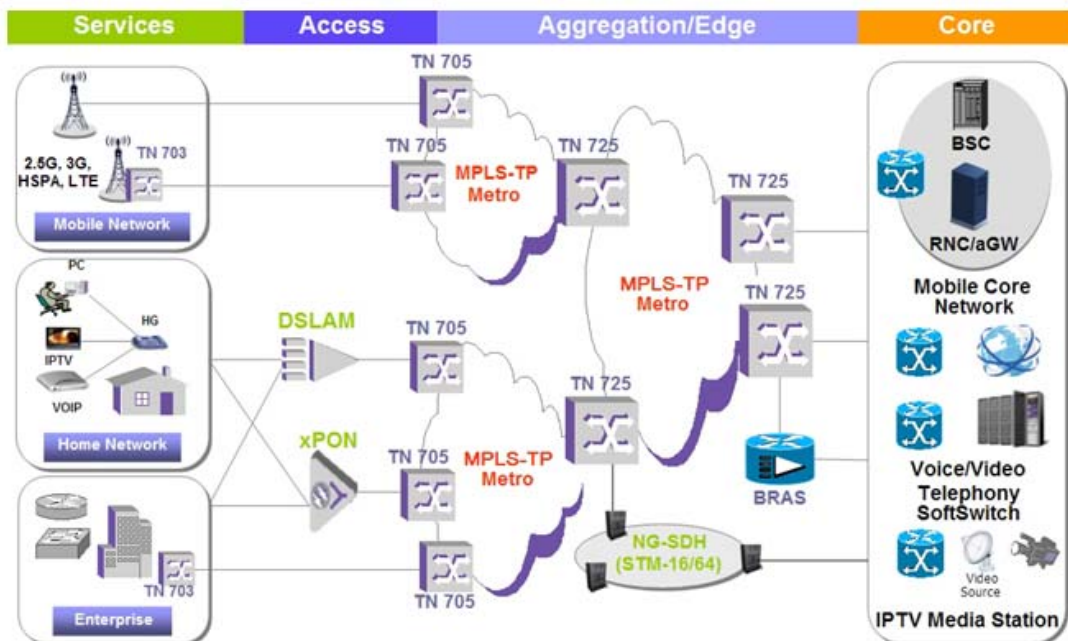 Services
Access
Aggregation/Edge
Core
TN 705
2.5G, 3G,
HSPA, LTE
TN 703
Mobile Network
TN 705
MPLS-TP
Metro
TN 725
TN 725
BSC
RNC/aGW
Mobile Core
Network
PC
HG
IPTV
VOIP
Home Network
DSLAM
xPON
TN 705
TN 725
MPLS-TP
Metro
TN 725
TN 705
MPLS-TP
Metro
BRAS
Voice/Video
Telephony
SoftSwitch
TN 703
Enterprise
TN 705
NG-SDH
(STM-16/64)
Video
Source
IPTV Media Station